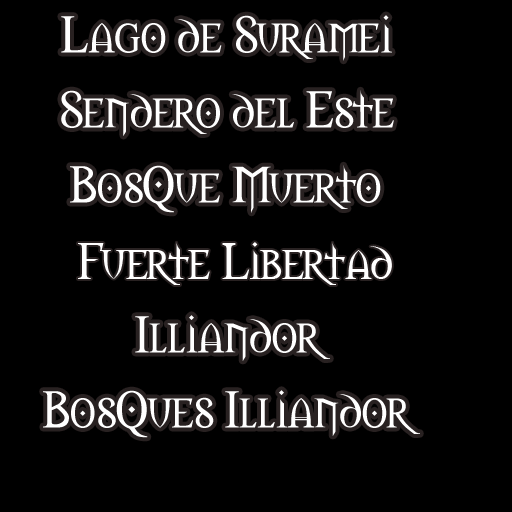 Lago de Suramei
Sendero del Este
Bosque Muerto
Fuerte Libertad
Illiandor
Bosques Illiandor